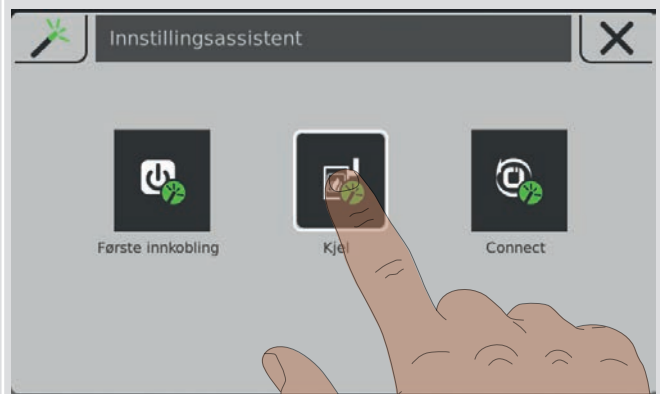 Innstillingsassistent
Første innkobling
Kjel
Connect